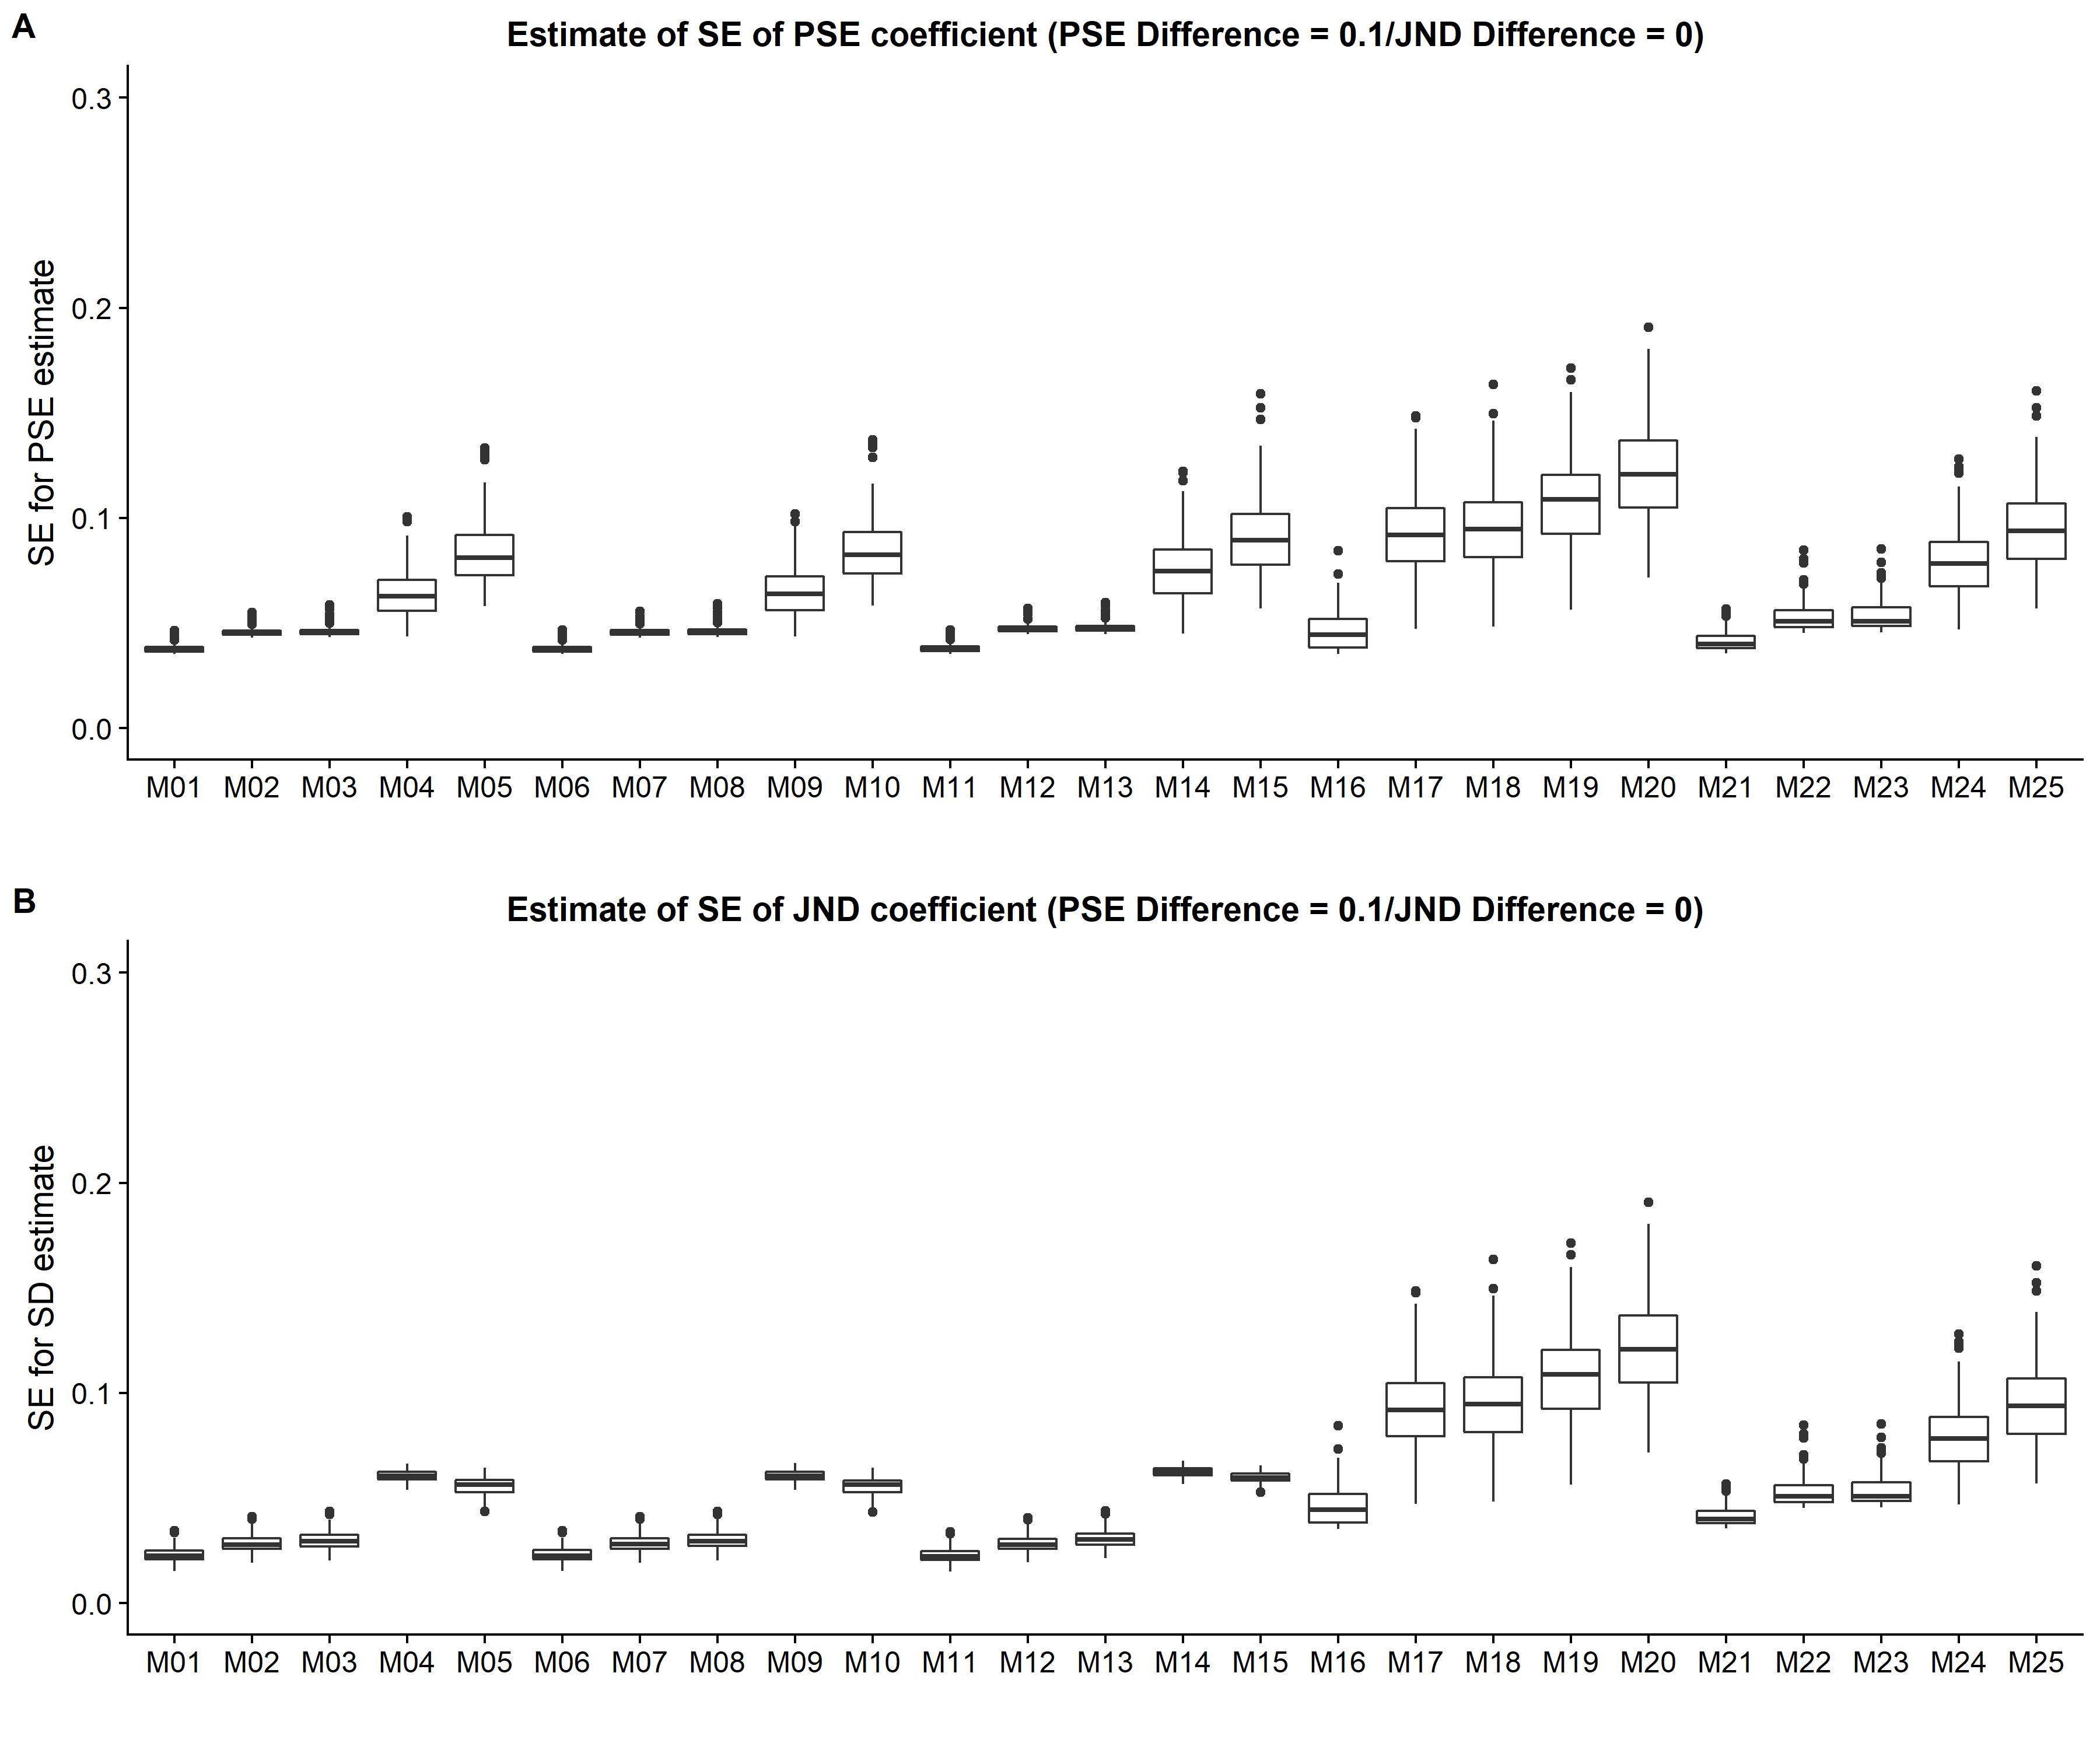 A
Estimate of SE of PSE coefficient (PSE Difference = 0.1/JND Difference = 0)
SE for PSE estimate
0.3
0.2
0.1
0.0
M01 M02 M03 M04 M05 M06 M07 M08 M09 M10 M11 M12 M13 M14 M15 M16 M17 M18 M19 M20 M21 M22 M23 M24 M25
B
Estimate of SE of JND coefficient (PSE Difference = 0.1/JND Difference = 0)
SE for SD estimate
0.3
0.2
0.1
0.0
M01 M02 M03 M04 M05 M06 M07 M08 M09 M10 M11 M12 M13 M14 M15 M16 M17 M18 M19 M20 M21 M22 M23 M24 M25